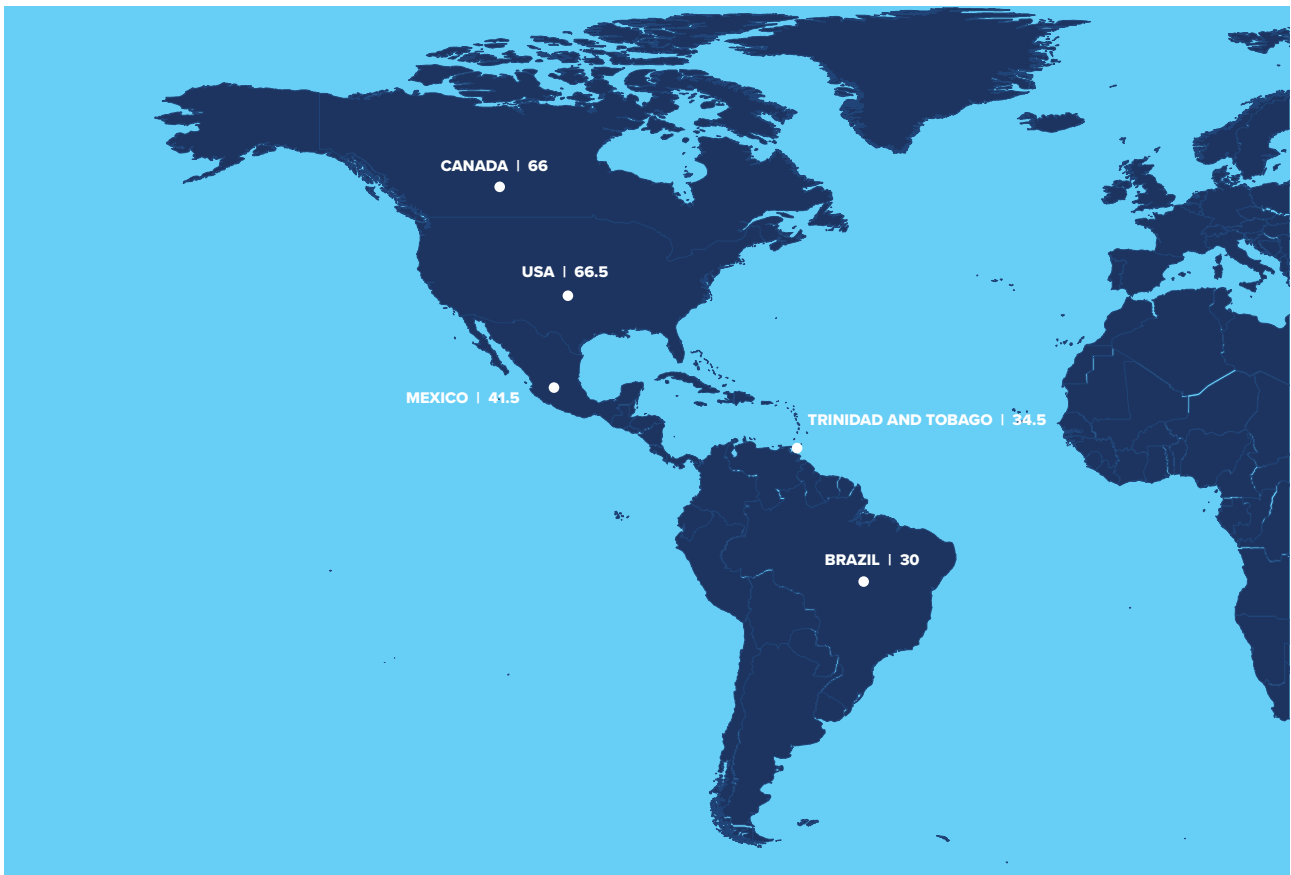 CANADA | 66
USA | 66.5
MEXICO | 41.5
TRINIDAD AND TOBAGO | 34.5
BRAZIL | 30